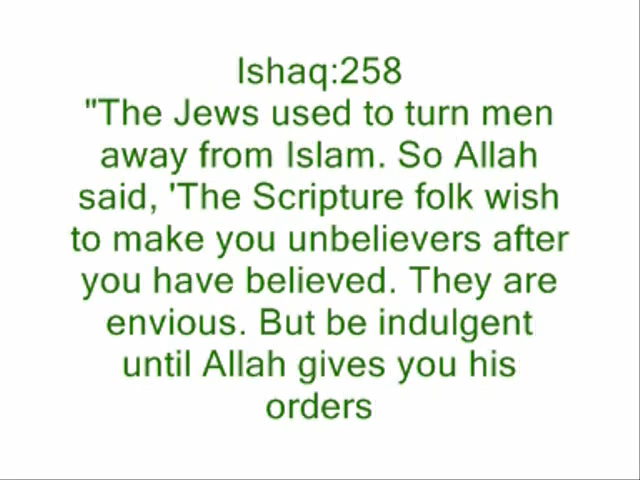 Ishaq:258
"The Jews used to turn men
away from Islam. So Allah
said, 'The Scripture folk wish
to make you unbelievers after
you have believed. They are
envious. But be indulgent
until Allah gives you his
orders